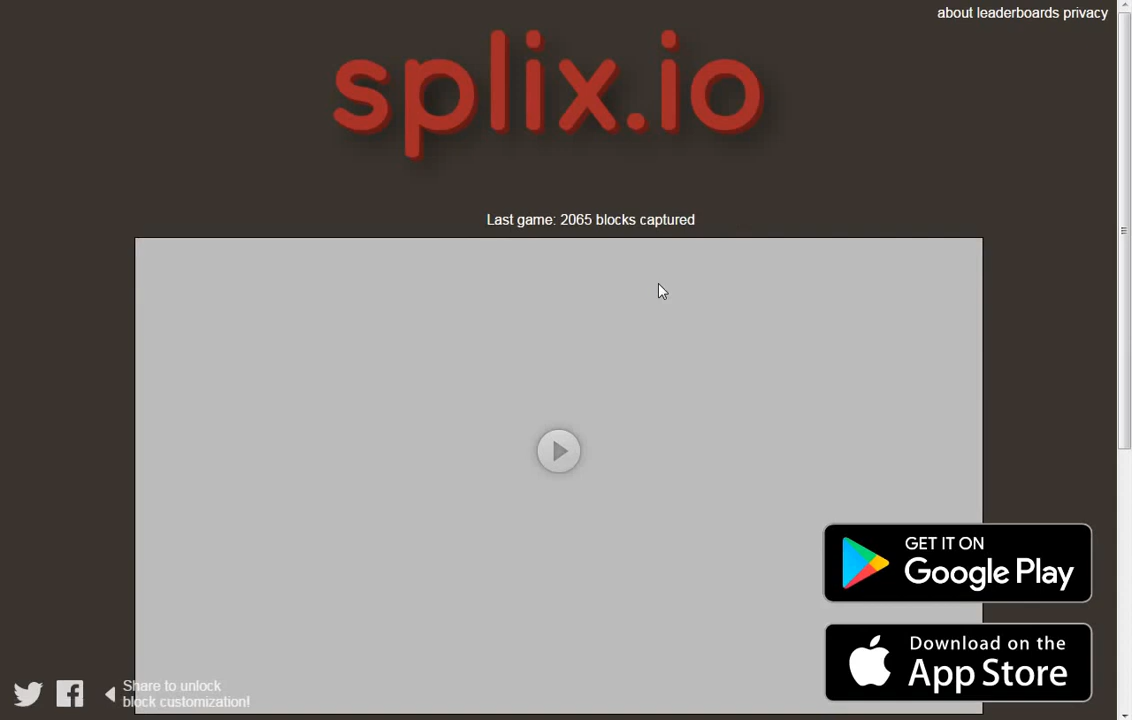 about leaderboards privacy
splix.io
Last game: 2065 blocks captured
GET IT ON
Google Play
Download on the
App Store
Share to unlock
block customization!